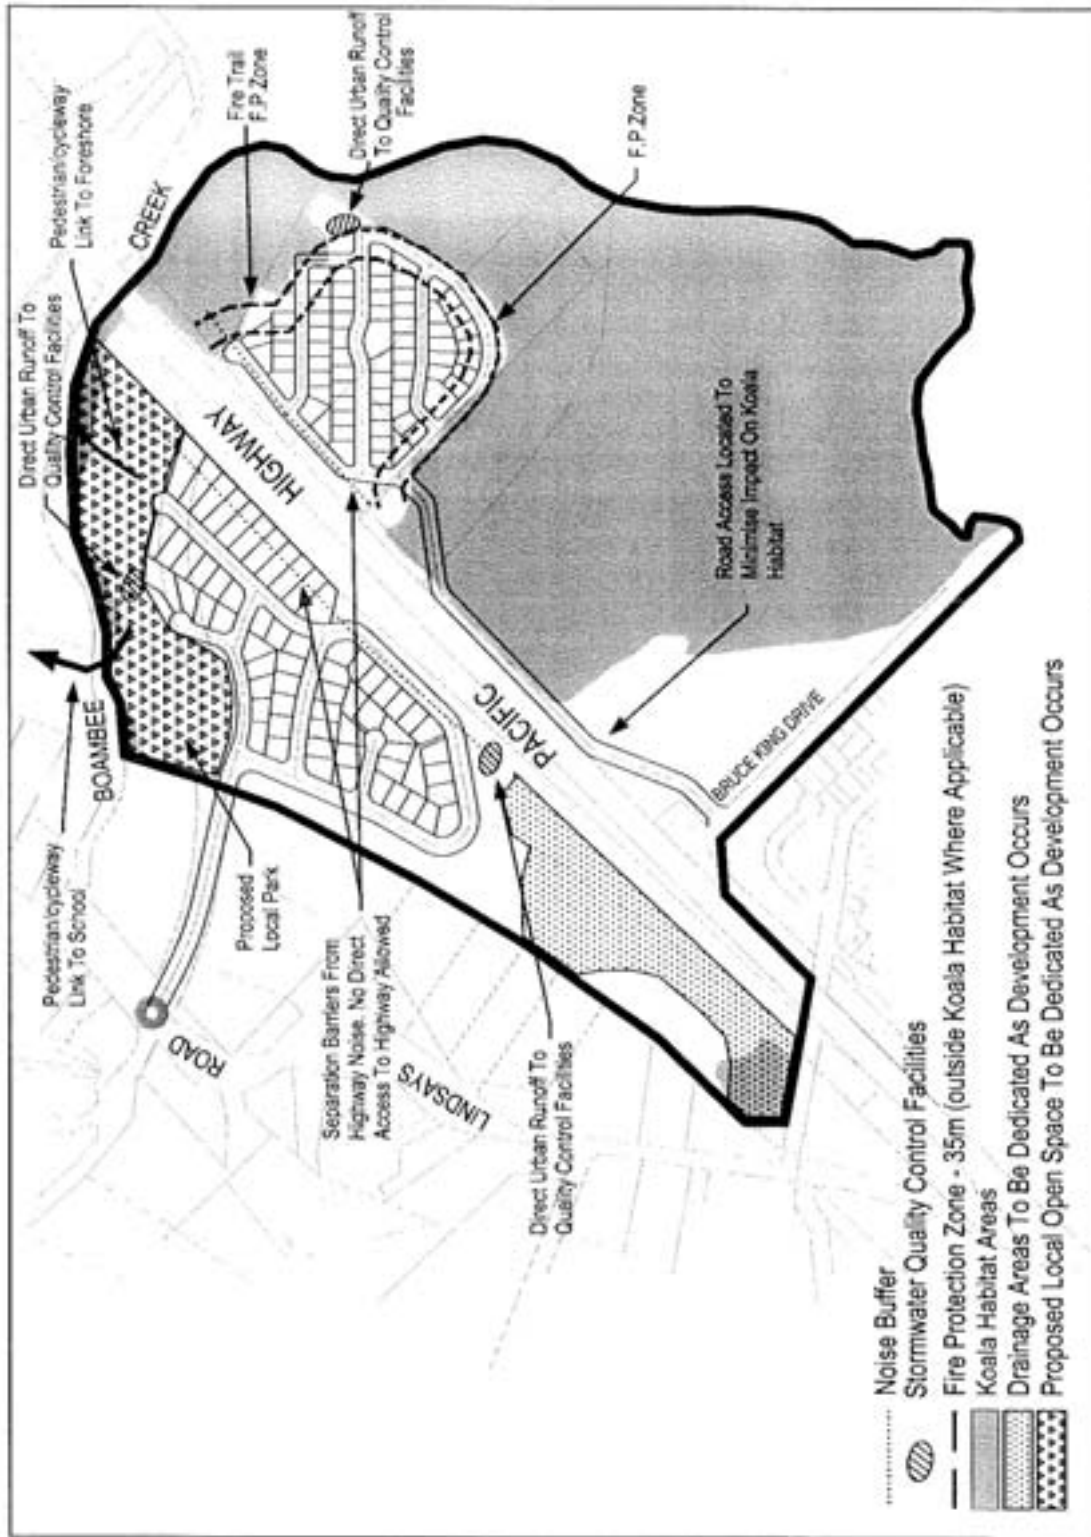 Pedestrian/cycleway
Link To School
BOAMBEE
Direct Urban Runoff To
Quality Control Facilities
Pedestrian/cycleway
Link To Foreshore
CREEK
Fire Trail
F.P Zone
Direct Urban Runoff
To Quality Control
Facilities
F.P Zone
ROAD
LINDSAYS
Proposed
Local Park
Separation Barriers From
Highway Noise. No Direct
Access To Highway Allowed
Direct Urban Runoff To
Quality Control Facilities
PACIFIC
HIGHWAY
Road Access Located To
Minimise Impact On Koala
Habitat
BRUCE KING DRIVE
Noise Buffer
Stormwater Quality Control Facilities
Fire Protection Zone - 35m (outside Koala Habitat Where Applicable)
Koala Habitat Areas
Drainage Areas To Be Dedicated As Development Occurs
Proposed Local Open Space To Be Dedicated As Development Occurs